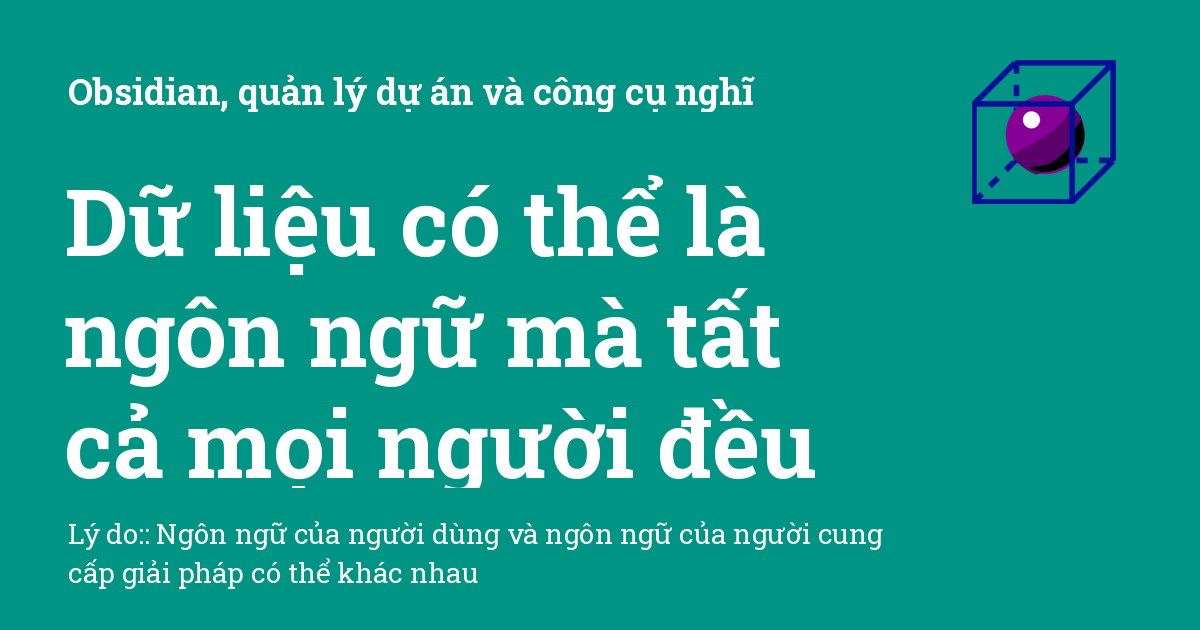 Obsidian, quản lý dự án và công cụ nghĩ
Dữ liệu có thể là
ngôn ngữ mà tất
cả mọi người đều
Lý do:: Ngôn ngữ của người dùng và ngôn ngữ của người cung
cấp giải pháp có thể khác nhau